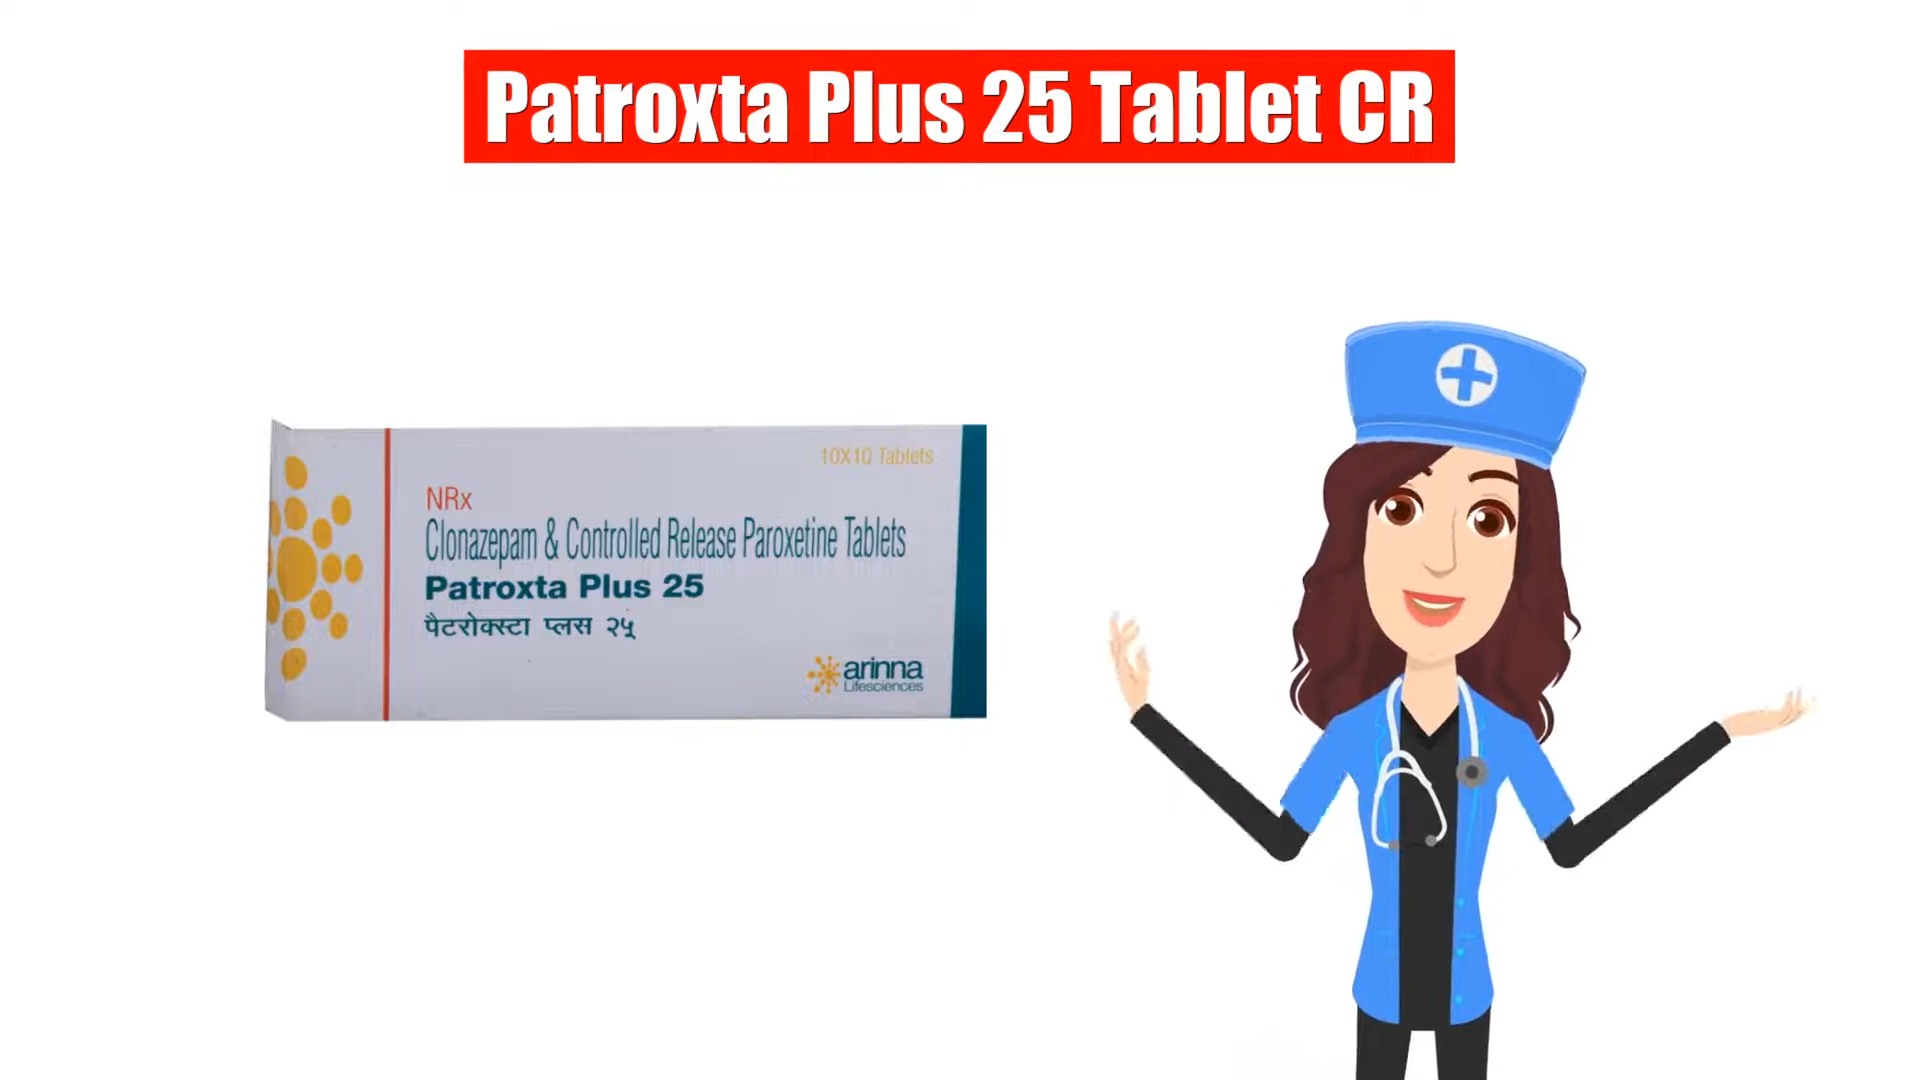 Patroxta Plus 25 Tablet CR
10X10 Tablets
NRx
Clonazepam & Controlled Release Paroxetine Tablets
Patroxta Plus 25
पैटरोक्स्टा प्लस २५
arinna
Lifesciences